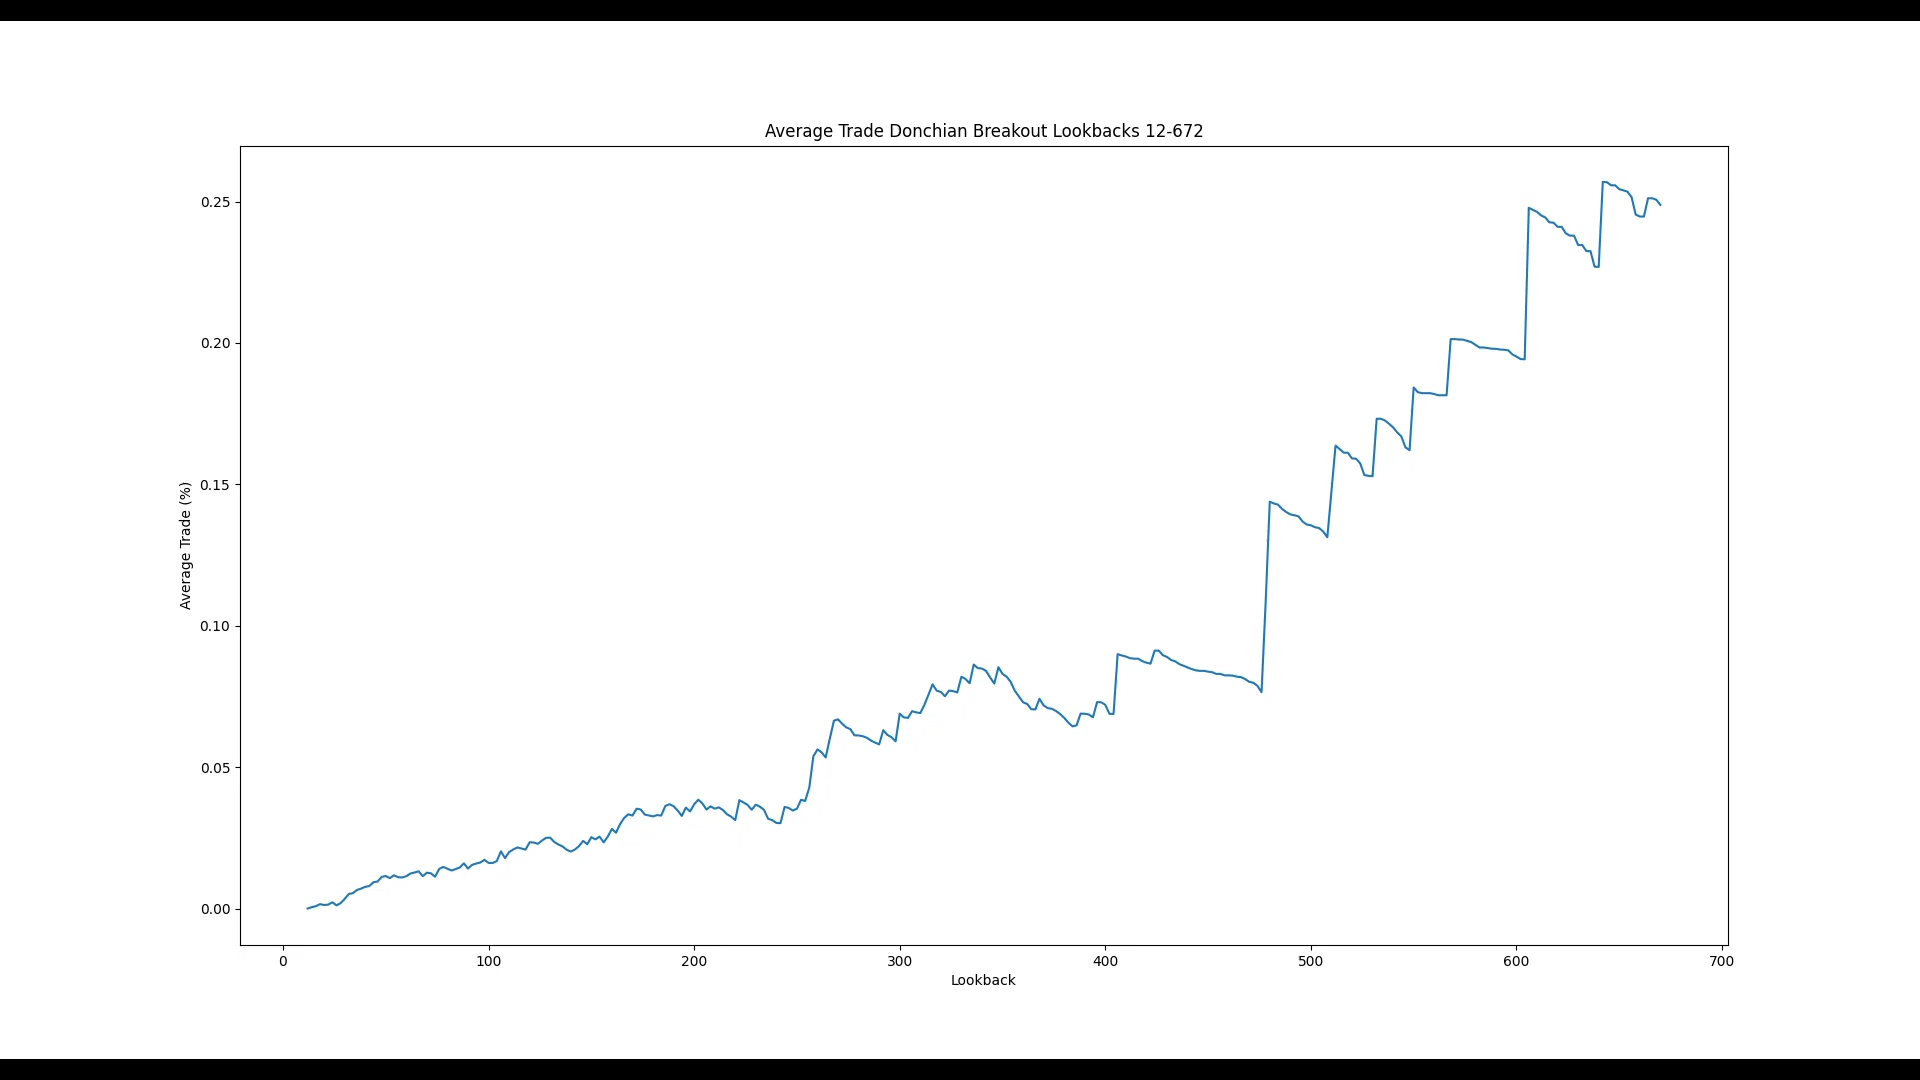 Average Trade Donchian Breakout Lookbacks 12-672
0.25
0.20
0.15
0.10
0.05
0.00
Average Trade (%)
0 100 200 300 400 500 600 700
Lookback